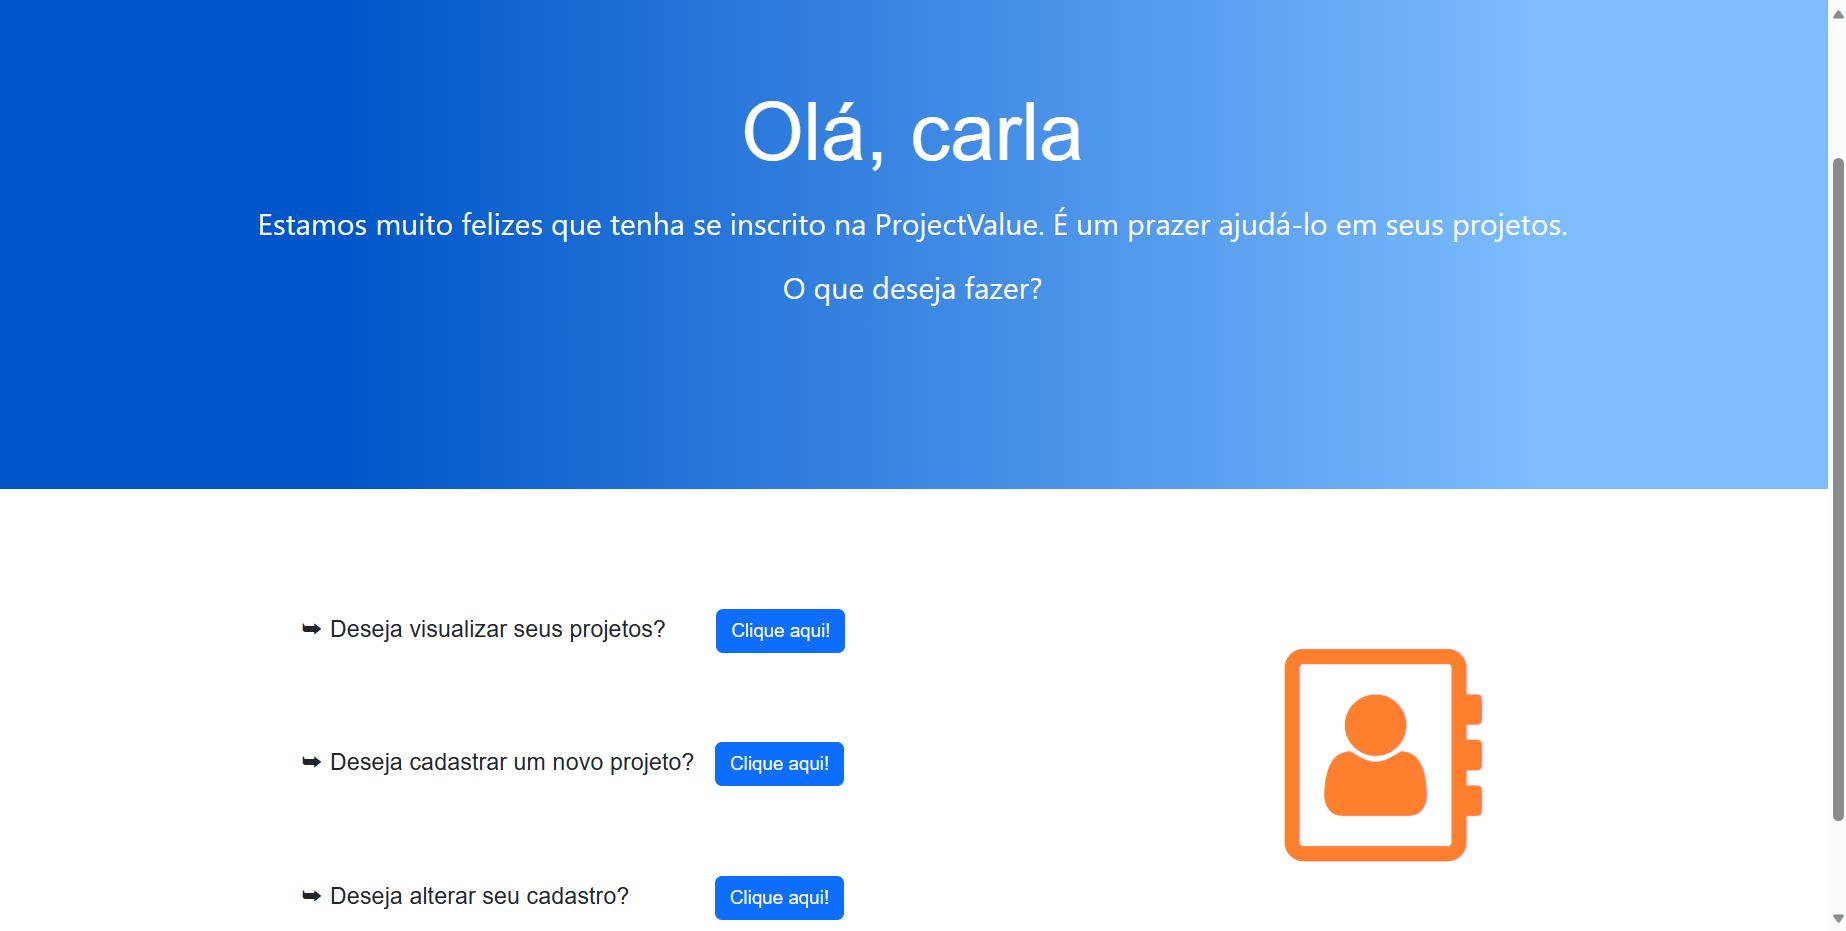 Olá, carla
Estamos muito felizes que tenha se inscrito na ProjectValue. É um prazer ajudá-lo em seus projetos.
O que deseja fazer?
➥ Deseja visualizar seus projetos? Clique aqui!
➥ Deseja cadastrar um novo projeto? Clique aqui!
➥ Deseja alterar seu cadastro? Clique aqui!